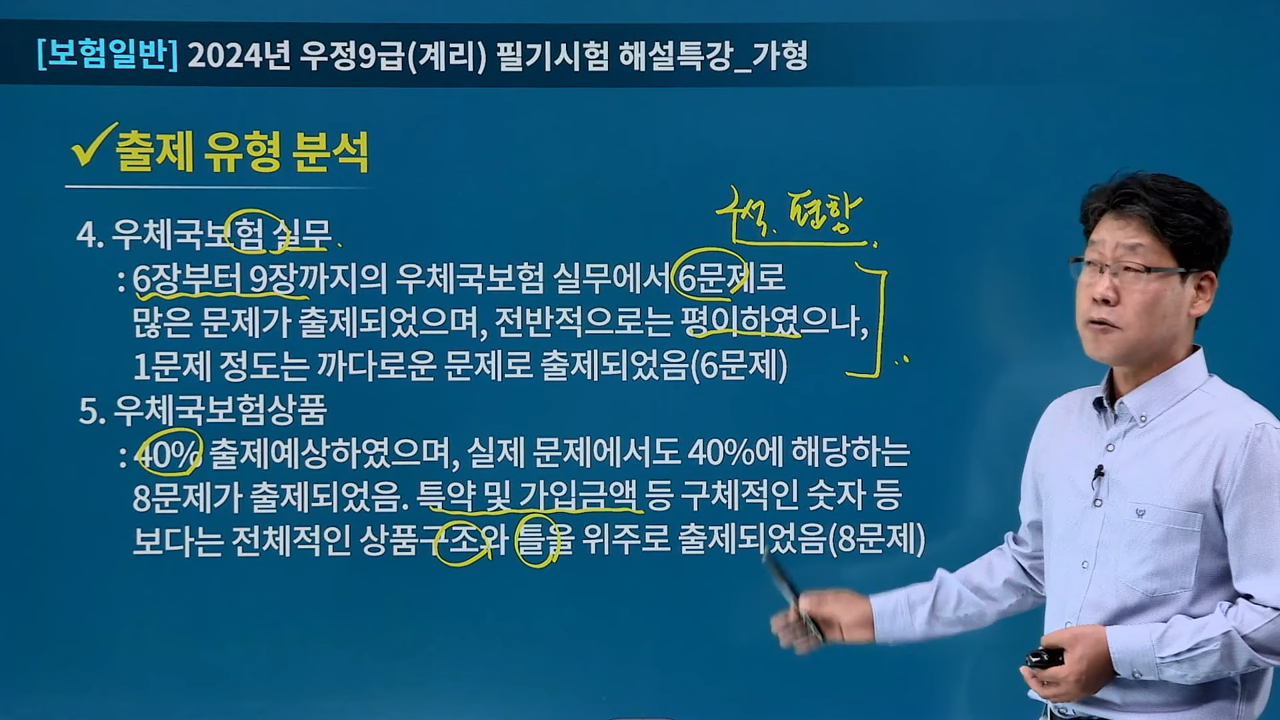 [보험일반] 2024년 우정9급(계리) 필기시험 해설특강_가형
✓출제 유형 분석
4. 우체국보험 실무
: 6장부터 9장까지의 우체국보험 실무에서 6문제로
많은 문제가 출제되었으며, 전반적으로는 평이하였으나,
1문제 정도는 까다로운 문제로 출제되었음(6문제)
5. 우체국보험상품
: 40% 출제예상하였으며, 실제 문제에서도 40%에 해당하는
8문제가 출제되었음. 특약 및 가입금액 등 구체적인 숫자 등
보다는 전체적인 상품구조와 틀을 위주로 출제되었음(8문제)